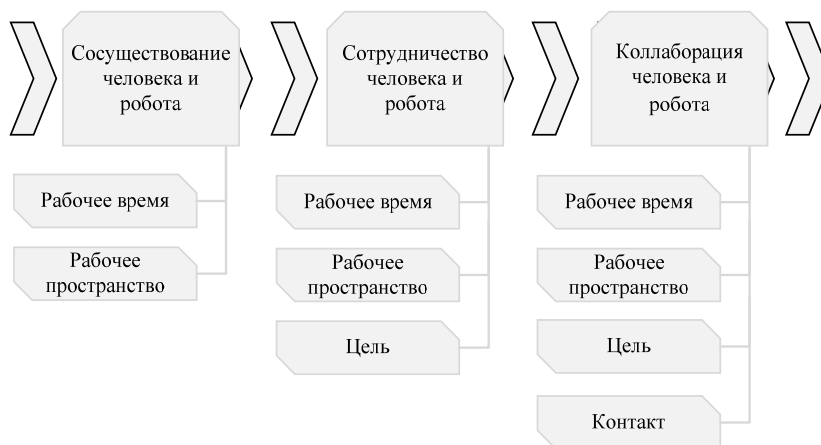 Сосуществование
человека и
робота
Рабочее время
Рабочее
пространство
Сотрудничество
человека и
робота
Рабочее время
Рабочее
пространство
Цель
Коллаборация
человека и
робота
Рабочее время
Рабочее
пространство
Цель
Контакт